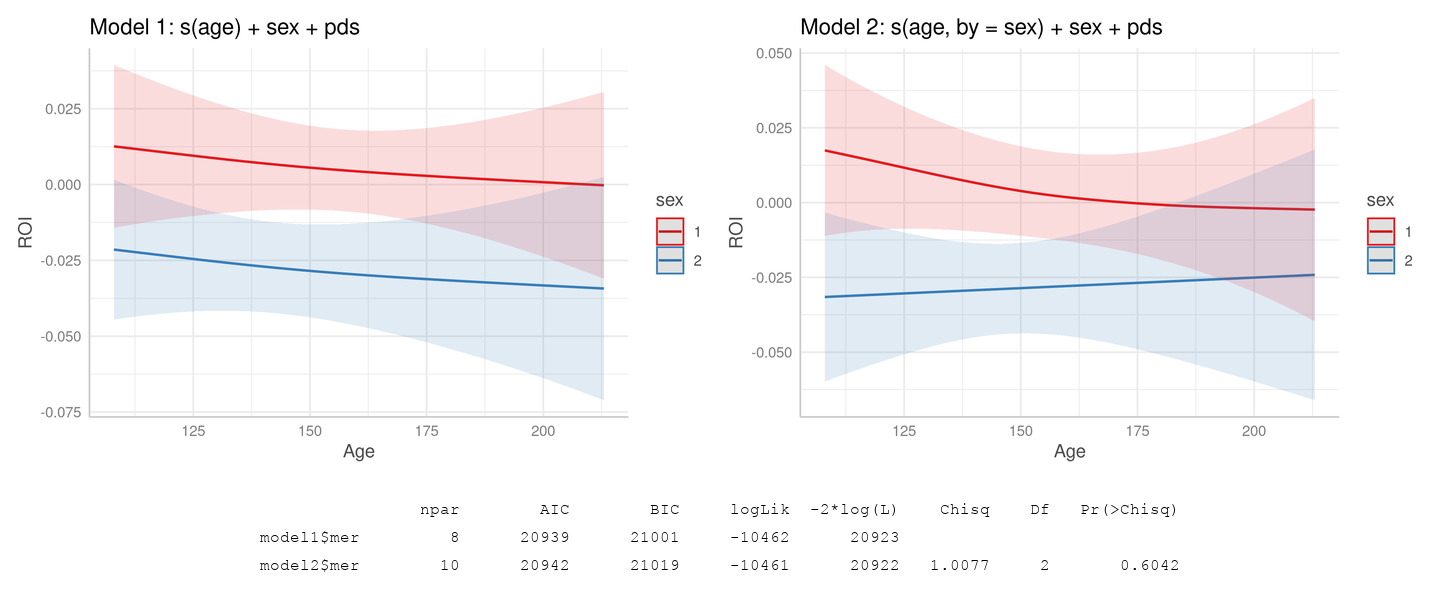 Model 1: s(age) + sex + pds
0.025
0.000
-0.025
-0.050
-0.075
ROI
125 150 175 200
Age
sex
1
2
Model 2: s(age, by = sex) + sex + pds
0.050
0.025
0.000
-0.025
-0.050
ROI
125 150 175 200
Age
sex
1
2
npar AIC BIC logLik -2*log(L) Chisq Df Pr(>Chisq)
model1$mer 8 20939 21001 -10462 20923
model2$mer 10 20942 21019 -10461 20922 1.0077 2 0.6042